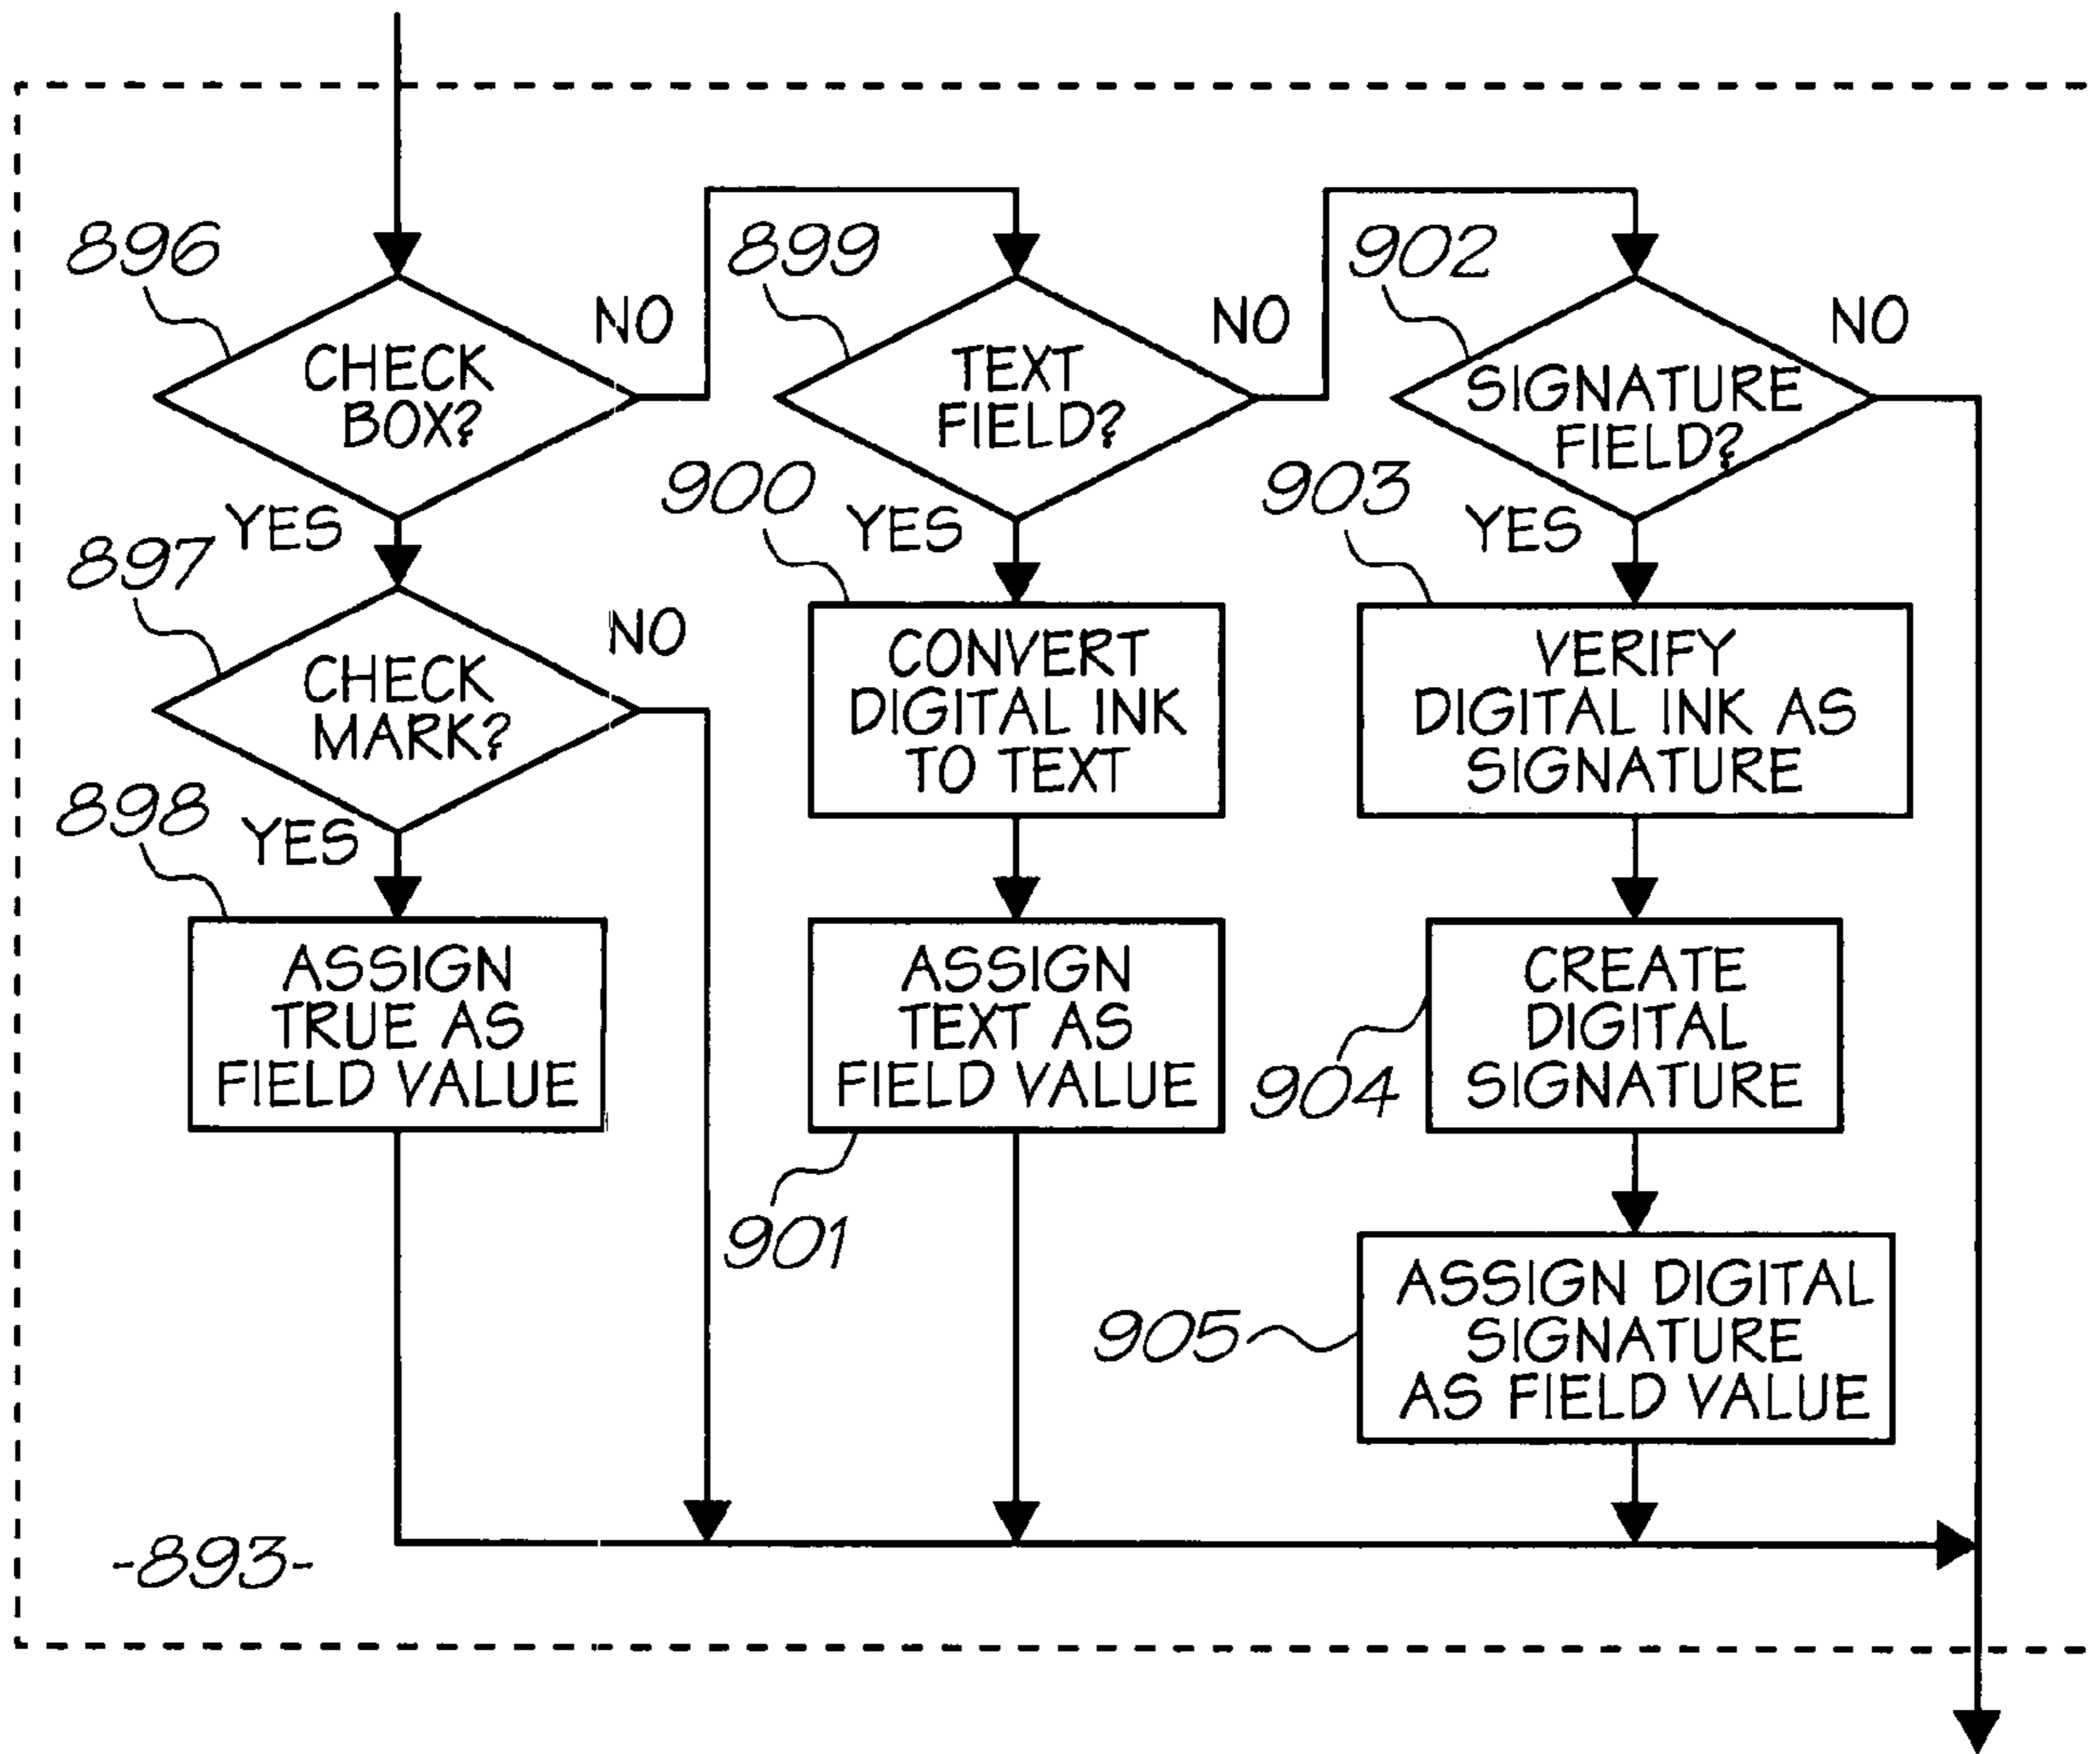 896
CHECK
BOX?
NO
YES
899
TEXT
FIELD?
NO
YES
902
SIGNATURE
FIELD?
NO
YES
897
CHECK
MARK?
NO
YES
900
CONVERT
DIGITAL INK
TO TEXT
903
VERIFY
DIGITAL INK AS
SIGNATURE
898
ASSIGN
TRUE AS
FIELD VALUE
ASSIGN
TEXT AS
FIELD VALUE
901
CREATE
DIGITAL
SIGNATURE
904
ASSIGN DIGITAL
SIGNATURE
AS FIELD VALUE
905
-893-